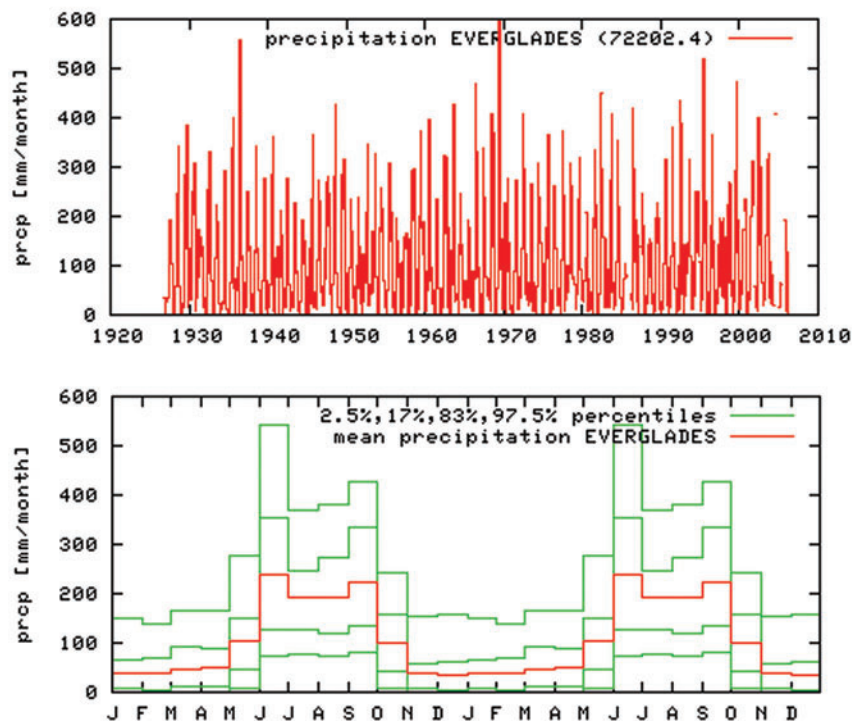 precipitation EVERGLADES (72202.4)
prcp [mm/month]
600
500
400
300
200
100
0
1920 1930 1940 1950 1960 1970 1980 1990 2000 2010
2.5%,17%,83%,97.5% percentiles
mean precipitation EVERGLADES
prcp [mm/month]
600
500
400
300
200
100
0
J F M A M J J A S O N D J F M A M J J A S O N D